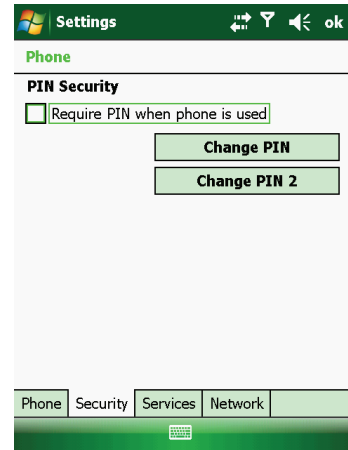 Settings ok
Phone
PIN Security
Require PIN when phone is used
Change PIN
Change PIN 2
Phone Security Services Network